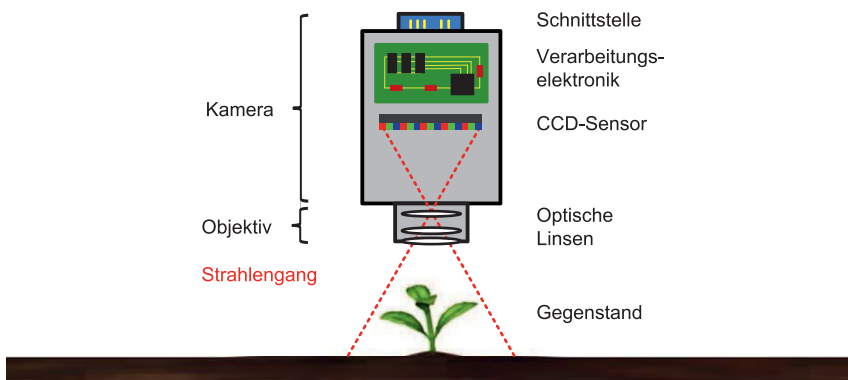 Schnittstelle
Verarbeitungs-
elektronik
Kamera
CCD-Sensor
Objektiv
Optische
Linsen
Strahlengang
Gegenstand